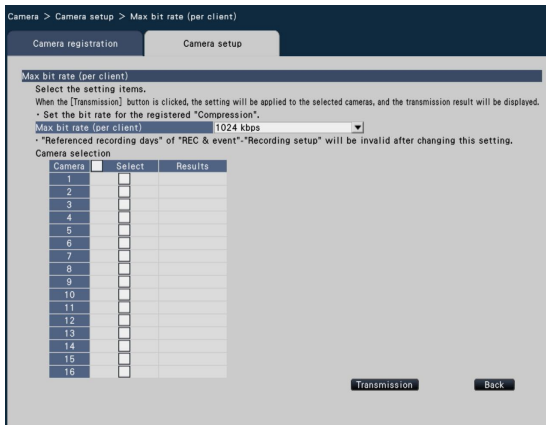 Camera > Camera setup > Max bit rate (per client)
Camera registration
Camera setup
Max bit rate (per client)
Select the setting items.
When the [Transmission] button is clicked, the setting will be applied to the selected cameras, and the transmission result will be displayed.
・Set the bit rate for the registered "Compression".
Max bit rate (per client) 1024 kbps
・"Referenced recording days" of "REC & event"-"Recording setup" will be invalid after changing this setting.
Camera selection
Camera Select Results
1
2
3
4
5
6
7
8
9
10
11
12
13
14
15
16
Transmission Back